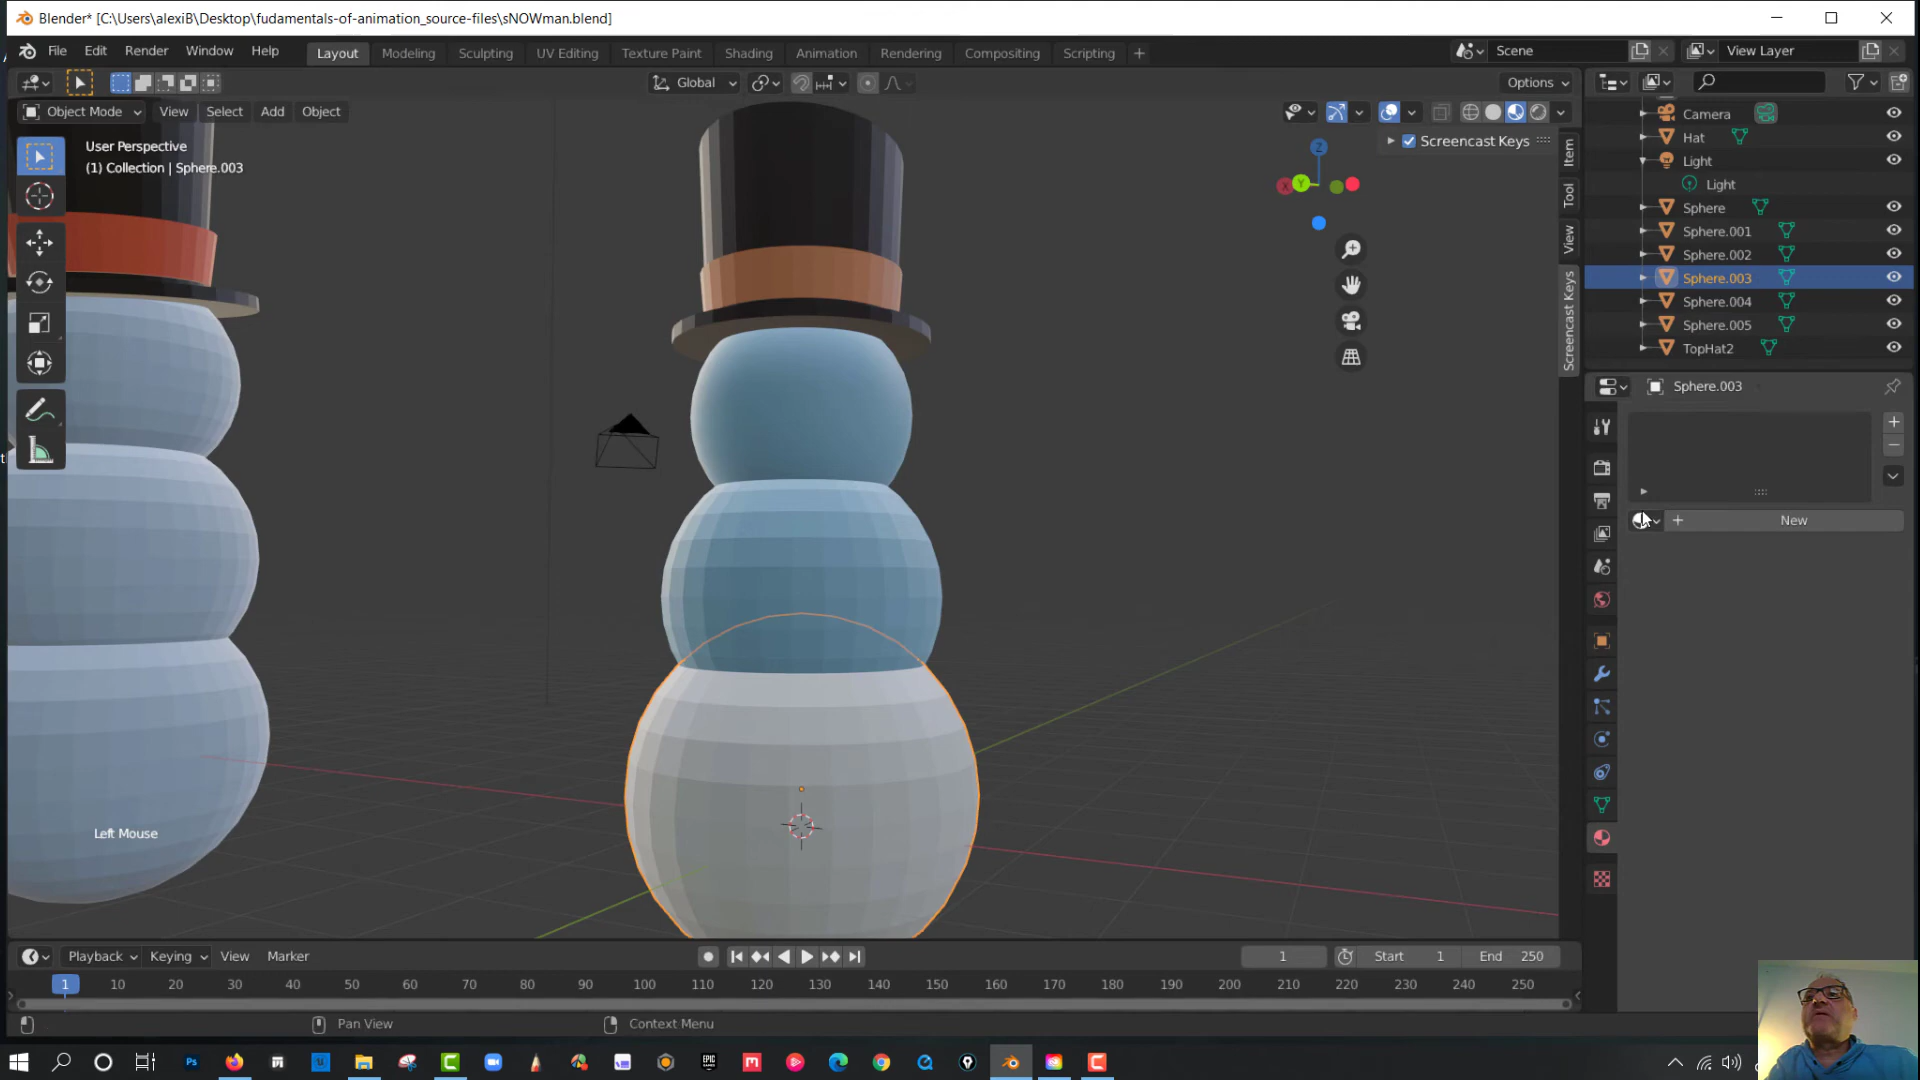 Blender* [C:\Users\alexiB\Desktop\fudamentals-of-animation_source-files\sNOWman.blend]
File Edit Render Window Help Layout Modeling Sculpting UV Editing Texture Paint Shading Animation Rendering Compositing Scripting + Scene View Layer
Global Options
Object Mode View Select Add Object
User Perspective
(1) Collection | Sphere.003
Screencast Keys
Z
Y
X
Item
Tool
View
Screencast Keys
Camera
Hat
Light
Light
Sphere
Sphere.001
Sphere.002
Sphere.003
Sphere.004
Sphere.005
TopHat2
Sphere.003
+ New
Left Mouse
Playback Keying View Marker 1 Start 1 End 250
1 10 20 30 40 50 60 70 80 90 100 110 120 130 140 150 160 170 180 190 200 210 220 230 240 250
Pan View Context Menu
Ps
EPIC GAMES